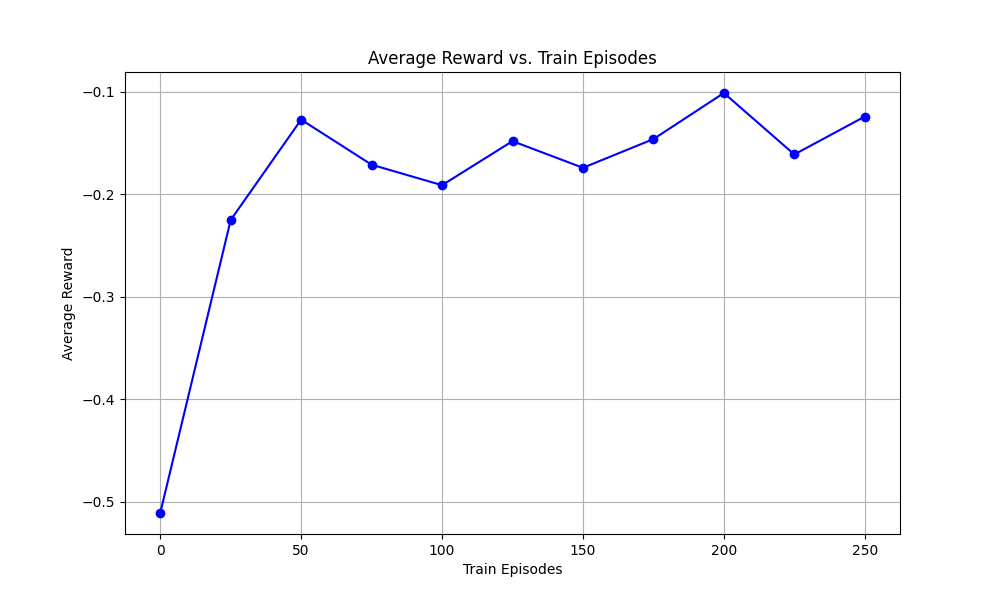 Average Reward vs. Train Episodes
−0.1
−0.2
−0.3
−0.4
−0.5
Average Reward
0 50 100 150 200 250
Train Episodes